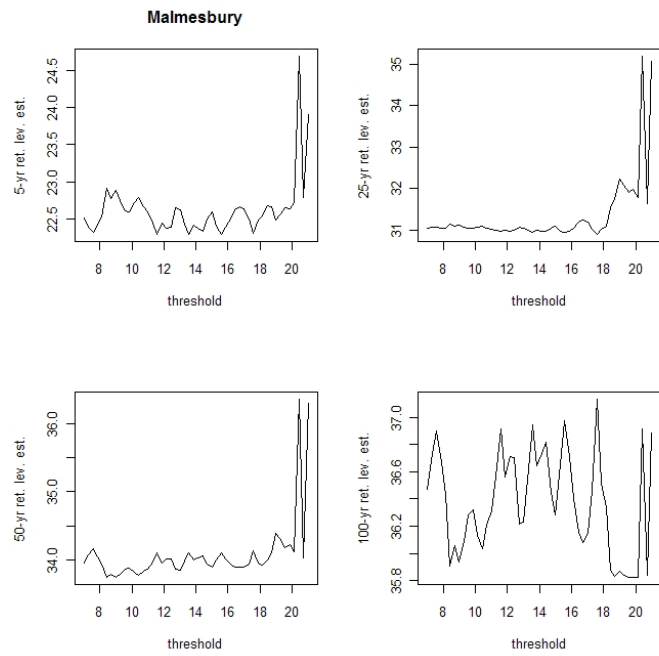 Malmesbury
5-yr ret. lev. est.
22.5 23.0 23.5 24.0 24.5
8 10 12 14 16 18 20
threshold
25-yr ret. lev. est.
31 32 33 34 35
8 10 12 14 16 18 20
threshold
50-yr ret. lev. est.
34.0 35.0 36.0
8 10 12 14 16 18 20
threshold
100-yr ret. lev. est.
35.8 36.2 36.6 37.0
8 10 12 14 16 18 20
threshold